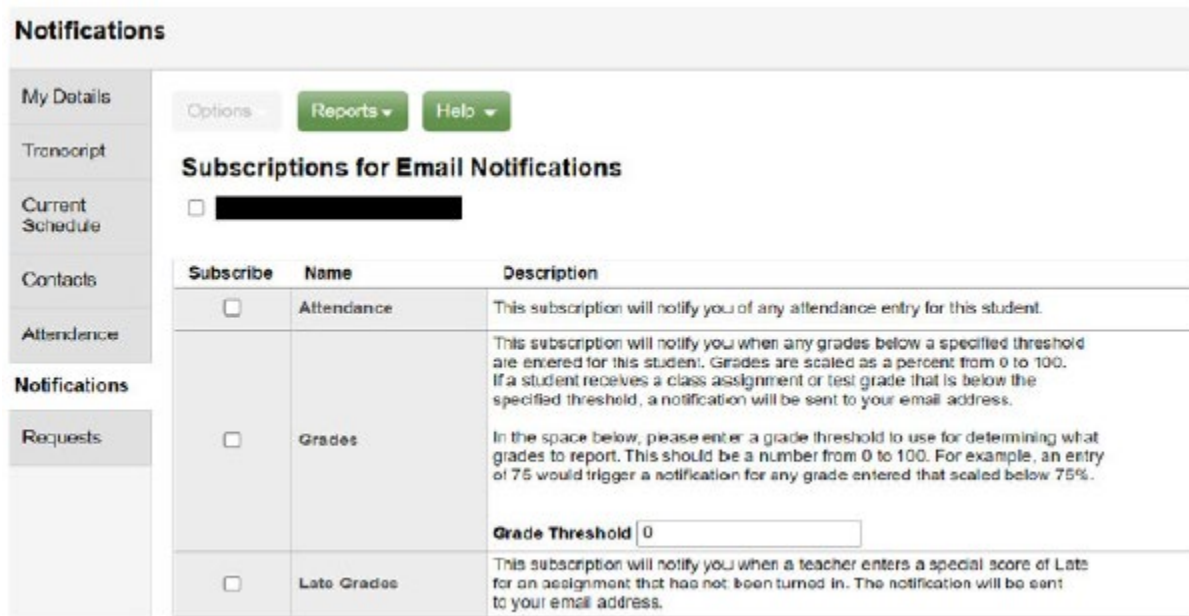 Notifications
My Details
Transcript
Current
Schedule
Contacts
Attendance
Notifications
Requests
Options
Reports
Help
Subscriptions for Email Notifications
Subscribe Name Description
Attendance This subscription will notify you of any attendance entry for this student.
This subscription will notify you when any grades below a specified threshold
are entered for this student. Grades are scaled as a percent from 0 to 100.
If a student receives a class assignment or test grade that is below the
specified threshold, a notification will be sent to your email address.
Grades
In the space below, please enter a grade threshold to use for determining what
grades to report. This should be a number from 0 to 100. For example, an entry
of 75 would trigger a notification for any grade entered that scaled below 75%.
Grade Threshold 0
Late Grades
This subscription will notify you when a teacher enters a special score of Late
for an assignment that has not been turned in. The notification will be sent
to your email address.